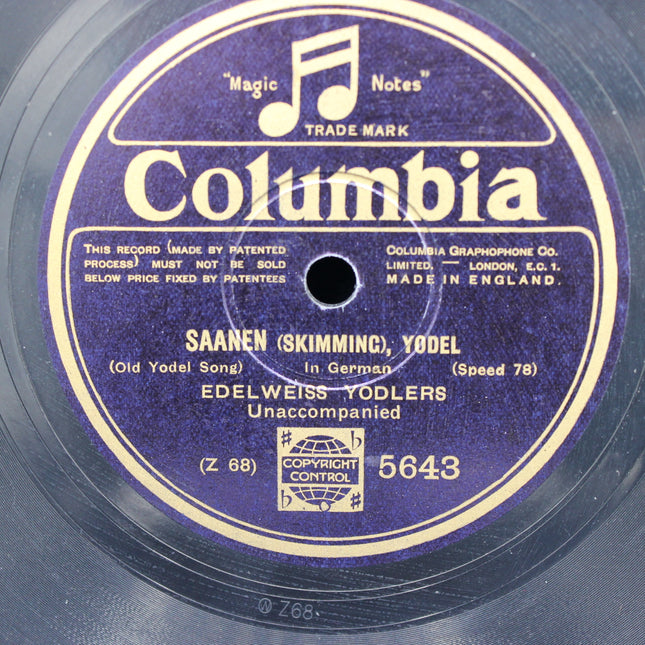 "Magic Notes"
TRADE MARK
Columbia
THIS RECORD (MADE BY PATENTED
PROCESS) MUST NOT BE SOLD
BELOW PRICE FIXED BY PATENTEES
COLUMBIA GRAPHOPHONE CO.
LIMITED. — LONDON, E.C. 1.
MADE IN ENGLAND.
SAANEN (SKIMMING), YODEL
(Old Yodel Song) In German (Speed 78)
EDELWEISS YODLERS
Unaccompanied
(Z 68) 5643
COPYRIGHT
CONTROL
W Z68